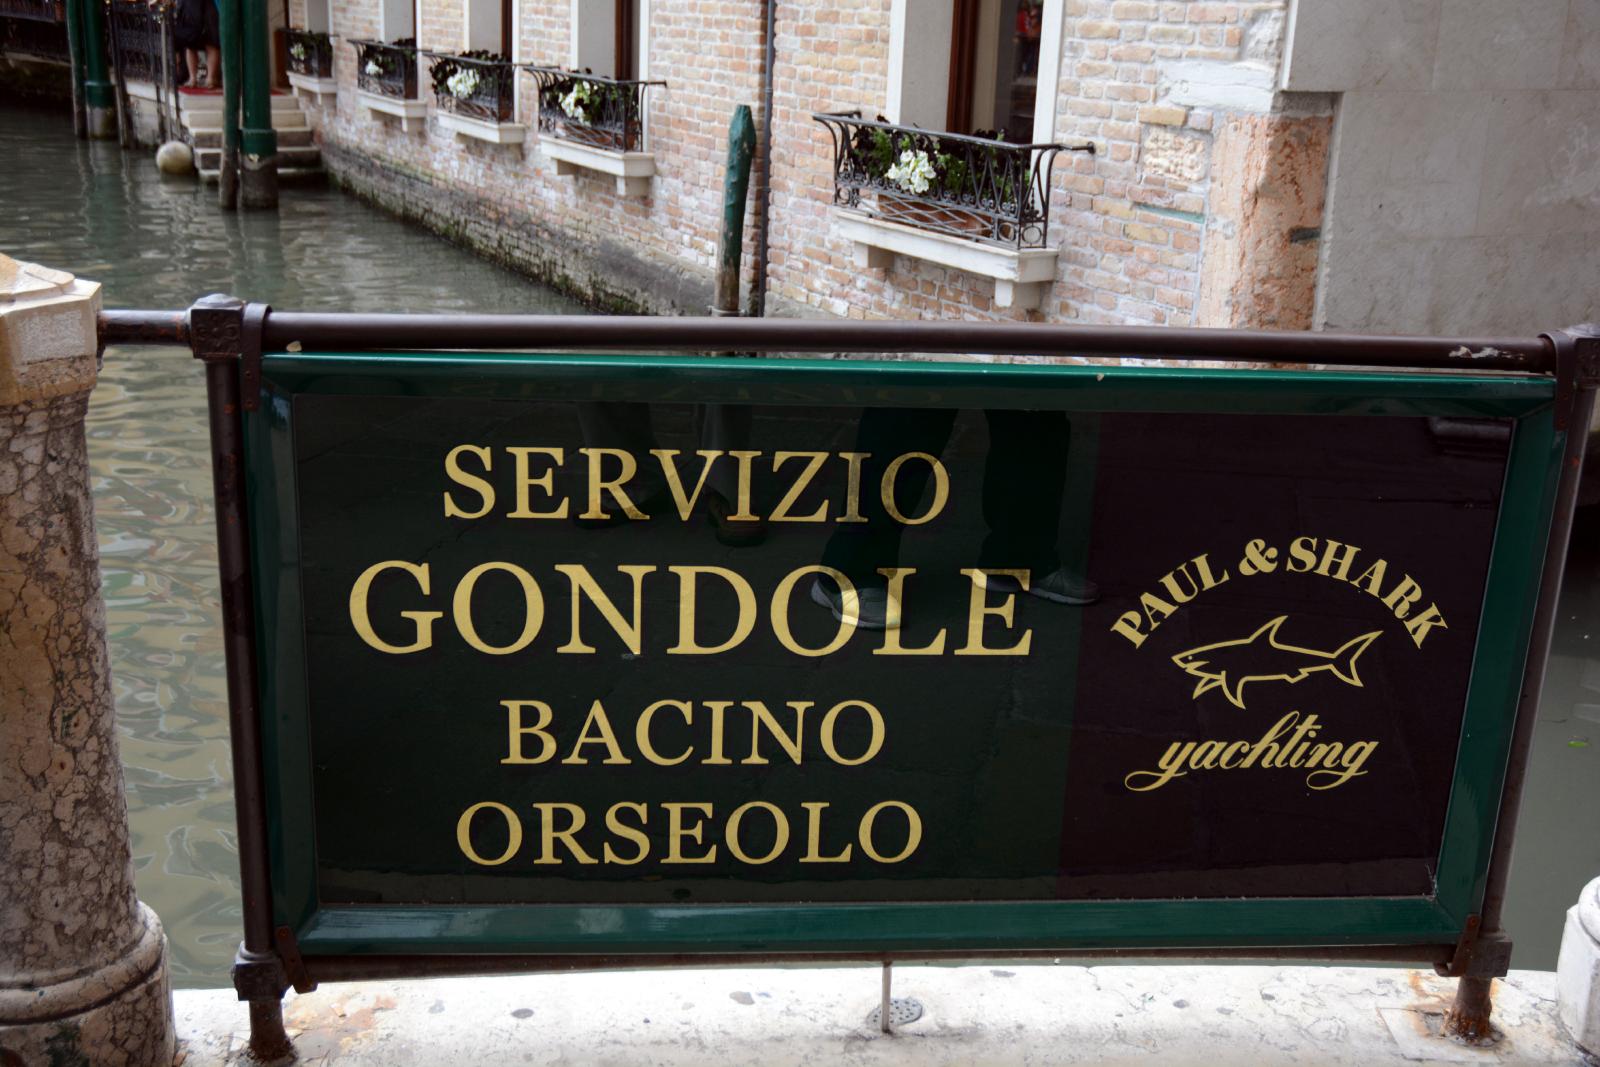 SERVIZIO
GONDOLE
BACINO
ORSEOLO
PAUL & SHARK
yachting